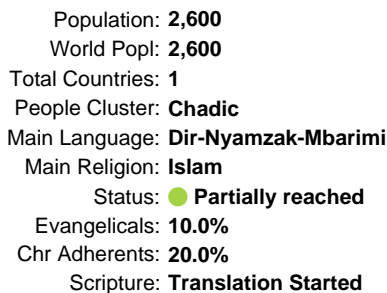 Population: 2,600
World Popl: 2,600
Total Countries: 1
People Cluster: Chadic
Main Language: Dir-Nyamzak-Mbarimi
Main Religion: Islam
Status: Partially reached
Evangelicals: 10.0%
Chr Adherents: 20.0%
Scripture: Translation Started